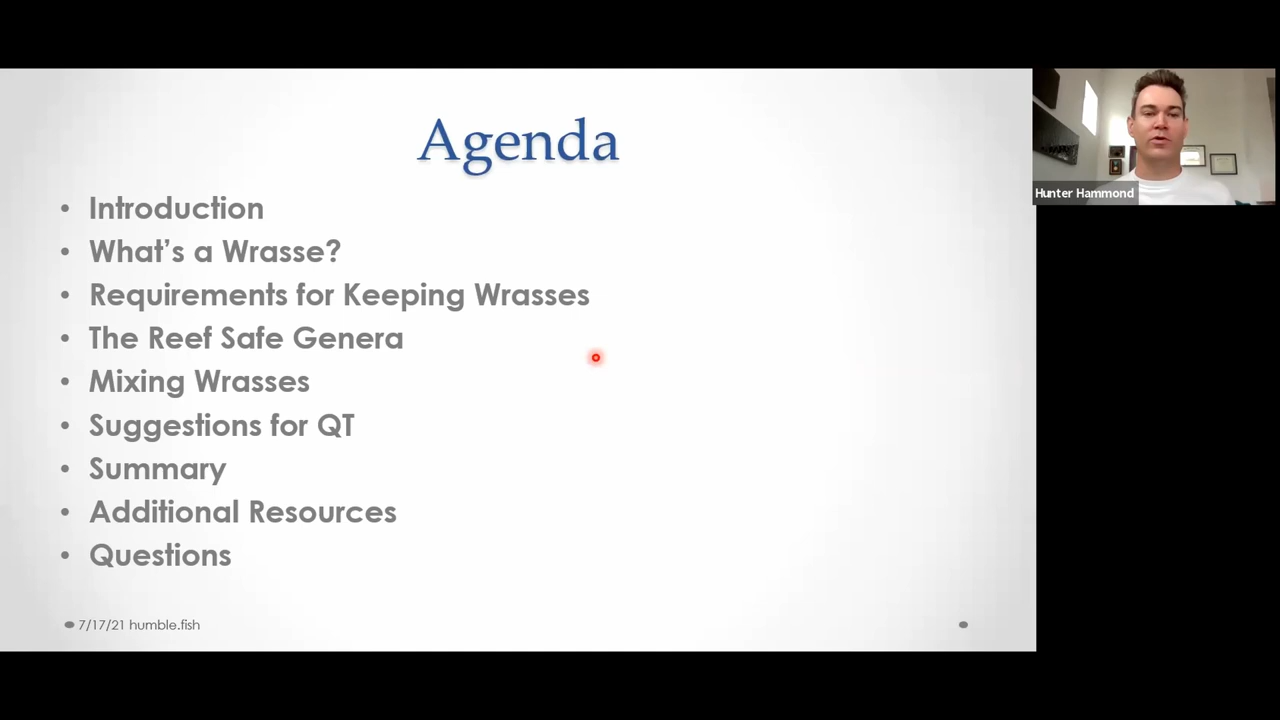 Agenda
Introduction
What's a Wrasse?
Requirements for Keeping Wrasses
The Reef Safe Genera
Mixing Wrasses
Suggestions for QT
Summary
Additional Resources
Questions
7/17/21 humble.fish
Hunter Hammond